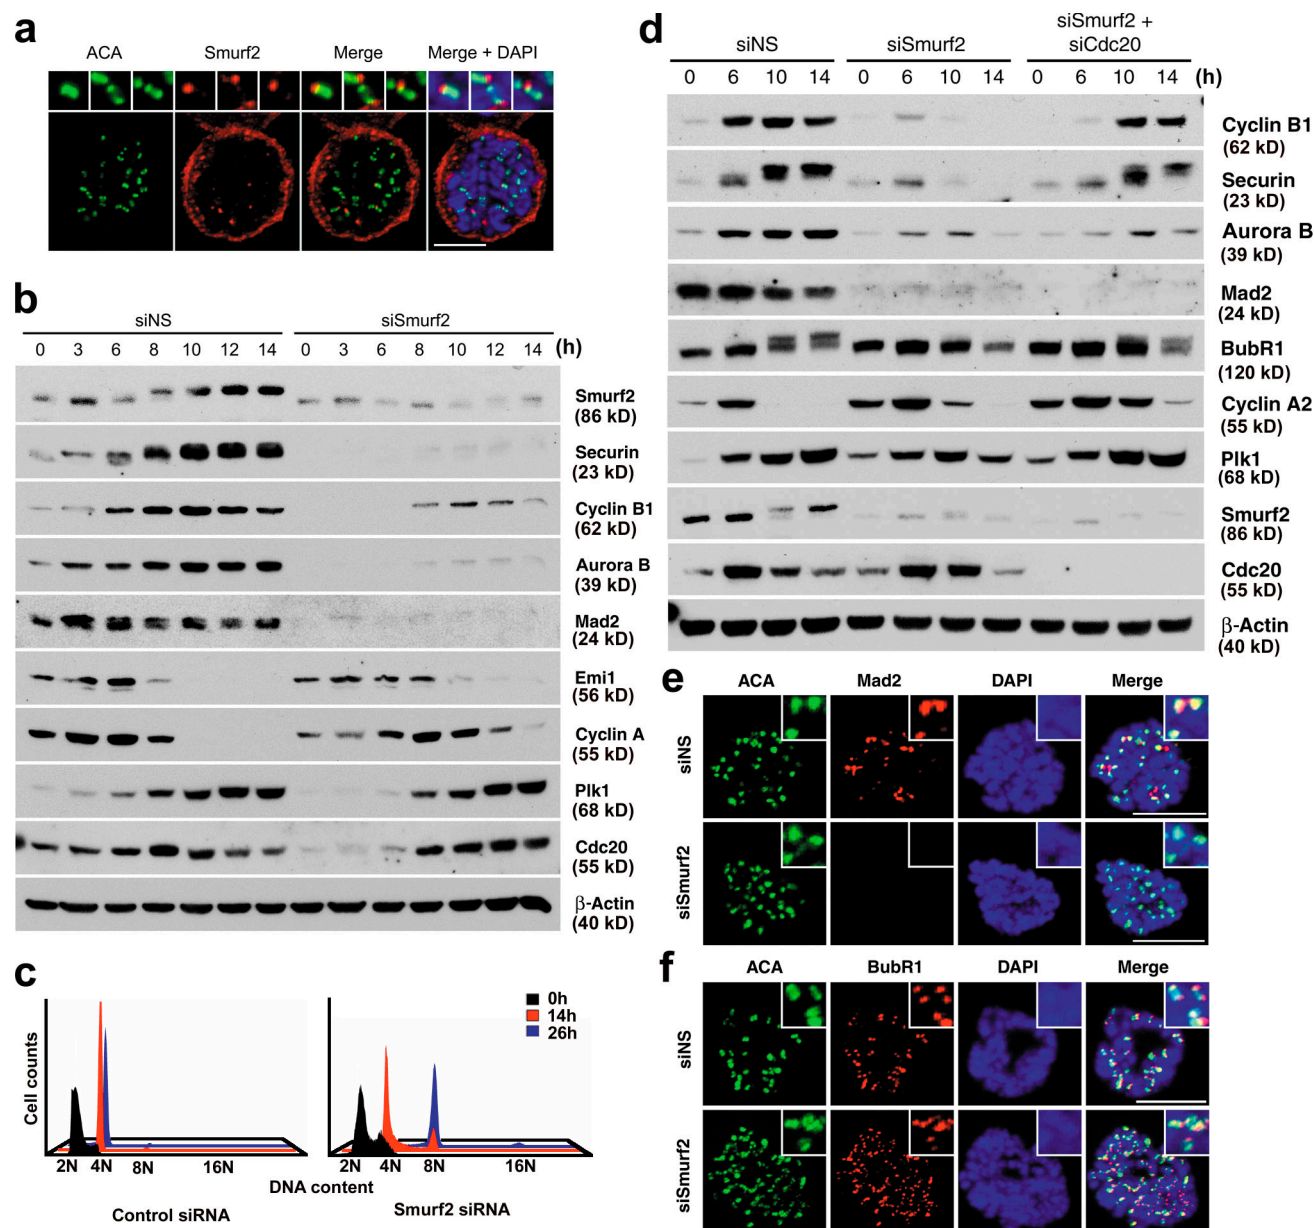 a
ACA Smurf2 Merge Merge + DAPI
b
siNS siSmurf2
0 3 6 8 10 12 14 0 3 6 8 10 12 14 (h)
Smurf2
(86 kD)
Securin
(23 kD)
Cyclin B1
(62 kD)
Aurora B
(39 kD)
Mad2
(24 kD)
Emi1
(56 kD)
Cyclin A
(55 kD)
Plk1
(68 kD)
Cdc20
(55 kD)
β-Actin
(40 kD)
c
Cell counts
0h
14h
26h
2N 4N 8N 16N 2N 4N 8N 16N
DNA content
Control siRNA Smurf2 siRNA
d
siNS siSmurf2 siSmurf2 +
siCdc20
0 6 10 14 0 6 10 14 0 6 10 14 (h)
Cyclin B1
(62 kD)
Securin
(23 kD)
Aurora B
(39 kD)
Mad2
(24 kD)
BubR1
(120 kD)
Cyclin A2
(55 kD)
Plk1
(68 kD)
Smurf2
(86 kD)
Cdc20
(55 kD)
β-Actin
(40 kD)
e
ACA Mad2 DAPI Merge
siNS
siSmurf2
f
ACA BubR1 DAPI Merge
siNS
siSmurf2